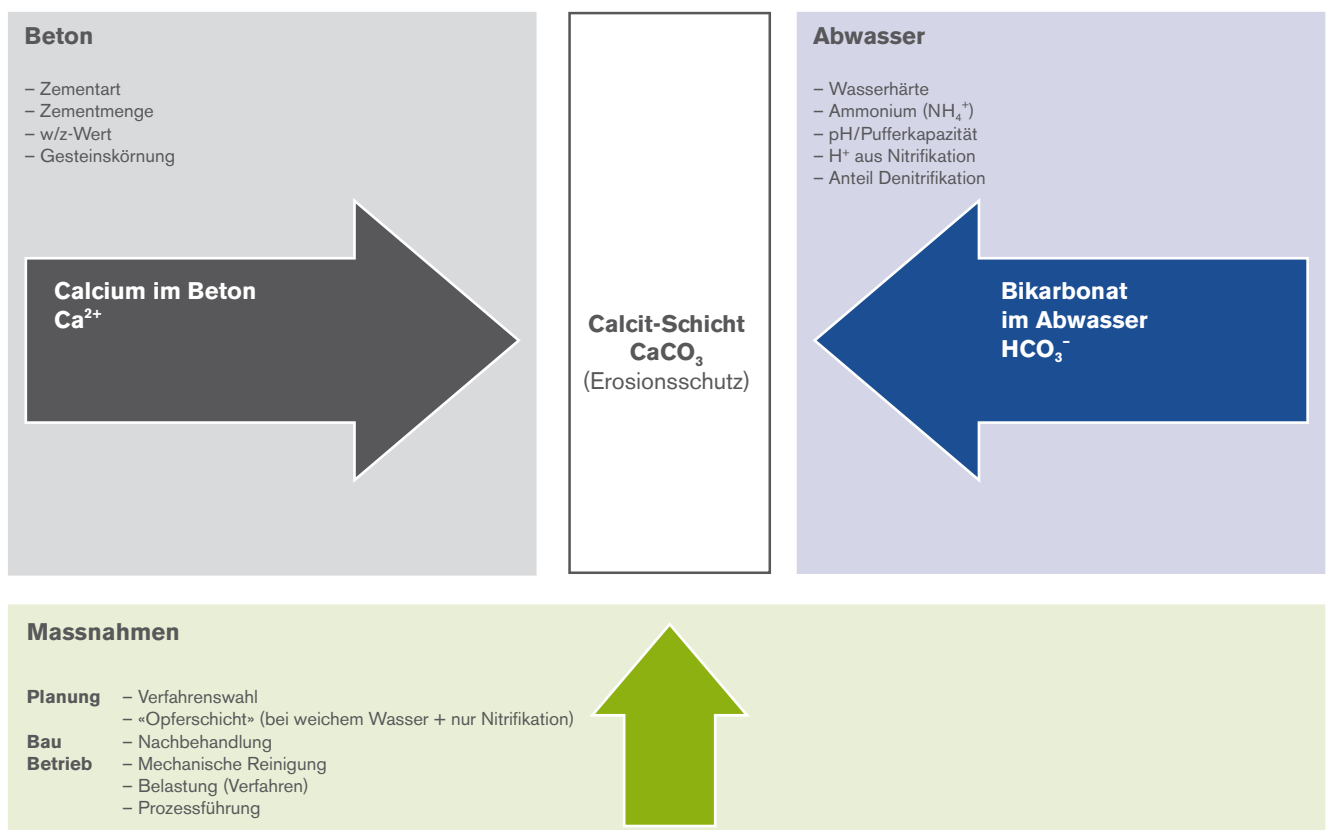 Beton
– Zementart
– Zementmenge
– w/z-Wert
– Gesteinskörnung
Calcium im Beton
Ca²⁺
Calcit-Schicht
CaCO₃
(Erosionsschutz)
Abwasser
– Wasserhärte
– Ammonium (NH₄⁺)
– pH/Pufferkapazität
– H⁺ aus Nitrifikation
– Anteil Denitrifikation
Bikarbonat
im Abwasser
HCO₃⁻
Massnahmen
Planung – Verfahrenswahl
– «Opferschicht» (bei weichem Wasser + nur Nitrifikation)
Bau – Nachbehandlung
Betrieb – Mechanische Reinigung
– Belastung (Verfahren)
– Prozessführung